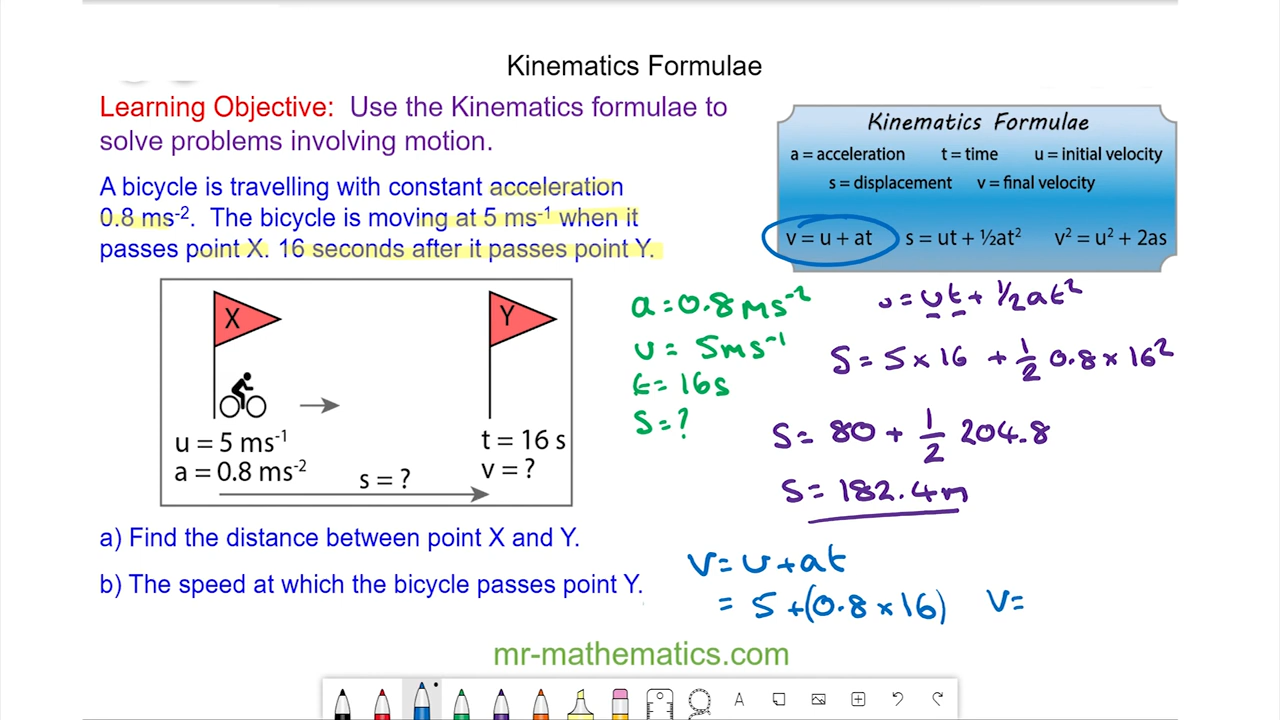 Kinematics Formulae
Learning Objective: Use the Kinematics formulae to
solve problems involving motion.
A bicycle is travelling with constant acceleration
0.8 ms⁻². The bicycle is moving at 5 ms⁻¹ when it
passes point X. 16 seconds after it passes point Y.
Kinematics Formulae
a = acceleration t = time u = initial velocity
s = displacement v = final velocity
v = u + at s = ut + ½at² v² = u² + 2as
X
Y
u = 5 ms⁻¹
a = 0.8 ms⁻²
s = ?
t = 16 s
v = ?
a = 0.8 ms⁻²
u = 5ms⁻¹
t = 16s
s = ?
s = ut + 1/2 at²
S = 5 × 16 + 1/2 0.8 × 16²
S = 80 + 1/2 204.8
S = 182.4m
a) Find the distance between point X and Y.
b) The speed at which the bicycle passes point Y.
V = u + at
= 5 + (0.8 × 16) V =
mr-mathematics.com
A